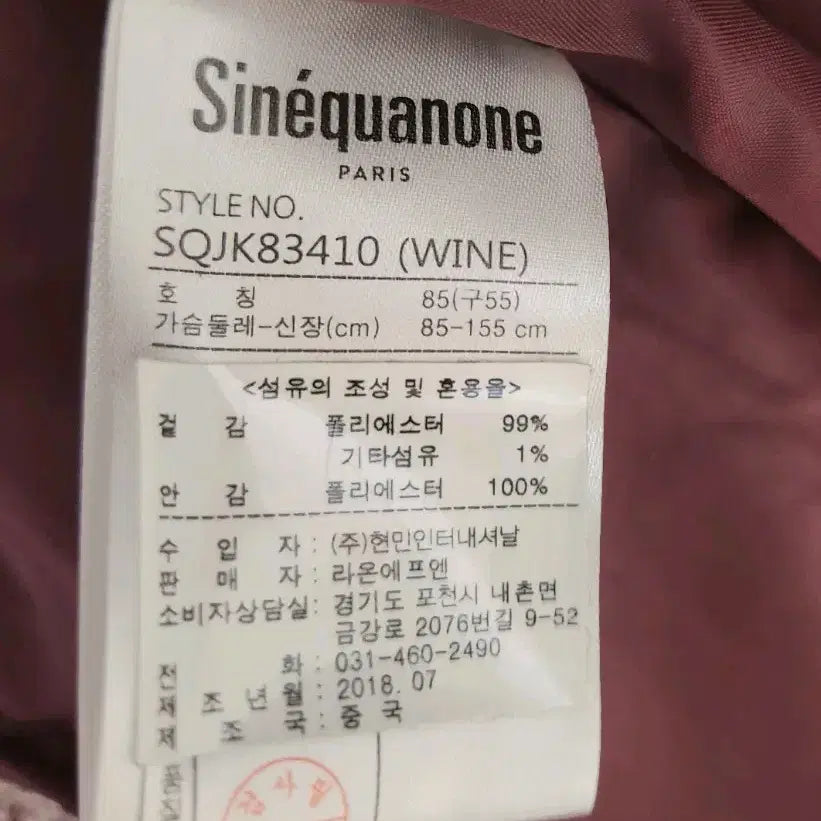 Sinéquanone
PARIS
STYLE NO.
SQJK83410 (WINE)
호 칭 85(구55)
가슴둘레-신장(cm) 85-155 cm
<섬유의 조성 및 혼용율>
겉 감 폴리에스터 99%
기타섬유 1%
안 감 폴리에스터 100%
수 입 자 : (주)현민인터내셔날
판 매 자 : 라온에프엔
소비자상담실: 경기도 포천시 내촌면
금강로 2076번길 9-52
전 화 : 031-460-2490
제 조 년 월 : 2018. 07
제 조 국 : 중 국